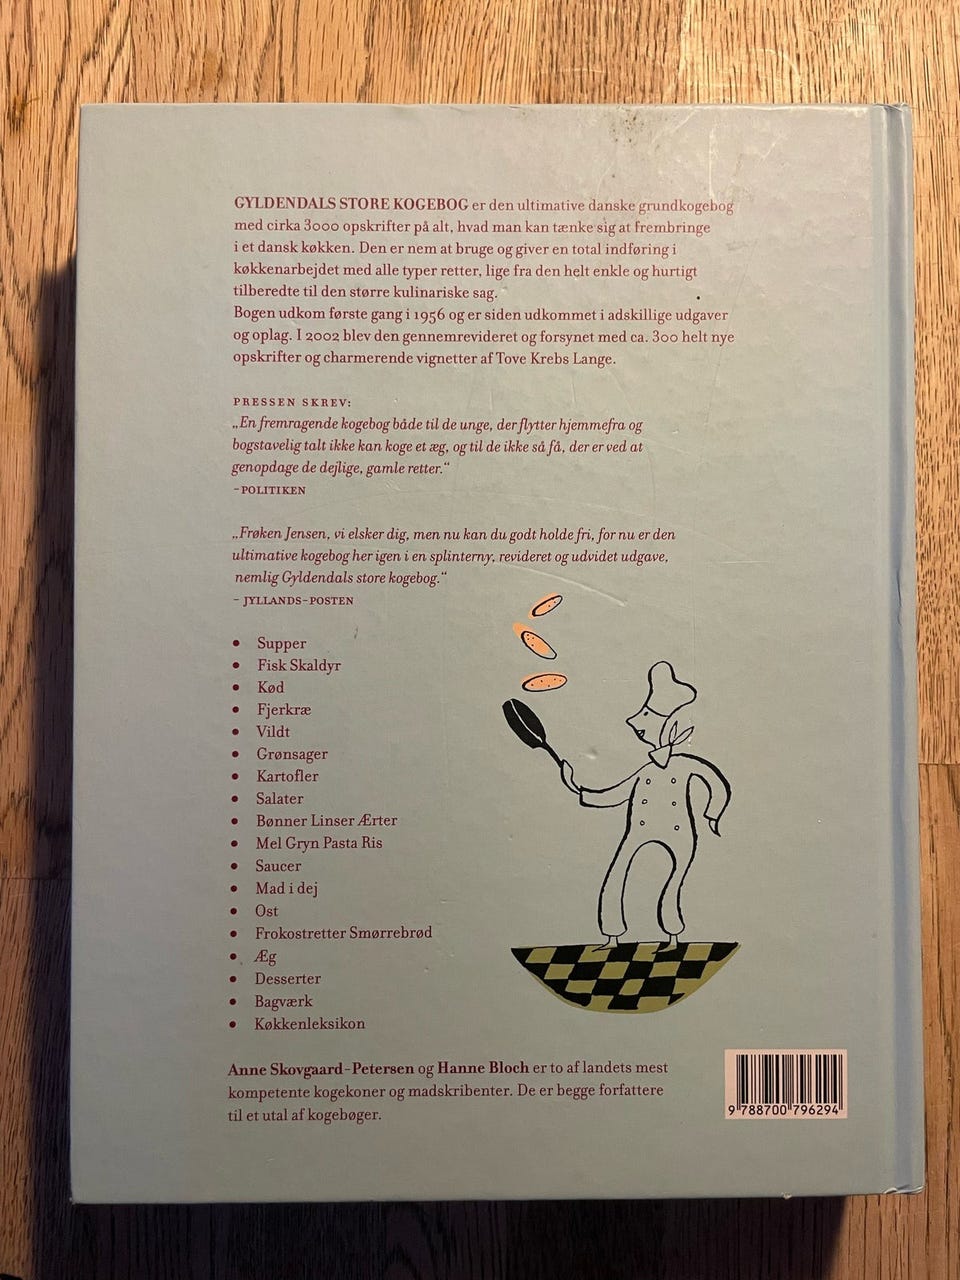 GYLDENDALS STORE KOGEBOG er den ultimative danske grundkogebog
med cirka 3000 opskrifter på alt, hvad man kan tænke sig at frembringe
i et dansk køkken. Den er nem at bruge og giver en total indføring i
køkkenarbejdet med alle typer retter, lige fra den helt enkle og hurtigt
tilberedte til den større kulinariske sag.
Bogen udkom første gang i 1956 og er siden udkommet i adskillige udgaver
og oplag. I 2002 blev den gennemrevideret og forsynet med ca. 300 helt nye
opskrifter og charmerende vignetter af Tove Krebs Lange.
PRESSEN SKREV:
„En fremragende kogebog både til de unge, der flytter hjemmefra og
bogstavelig talt ikke kan koge et æg, og til de ikke så få, der er ved at
genopdage de dejlige, gamle retter.“
–POLITIKEN
„Frøken Jensen, vi elsker dig, men nu kan du godt holde fri, for nu er den
ultimative kogebog her igen i en splinterny, revideret og udvidet udgave,
nemlig Gyldendals store kogebog.“
– JYLLANDS-POSTEN
• Supper
• Fisk Skaldyr
• Kød
• Fjerkræ
• Vildt
• Grønsager
• Kartofler
• Salater
• Bønner Linser Ærter
• Mel Gryn Pasta Ris
• Saucer
• Mad i dej
• Ost
• Frokostretter Smørrebrød
• Æg
• Desserter
• Bagværk
• Køkkenleksikon
Anne Skovgaard-Petersen og Hanne Bloch er to af landets mest
kompetente kogekoner og madskribenter. De er begge forfattere
til et utal af kogebøger.
9 788700 796294